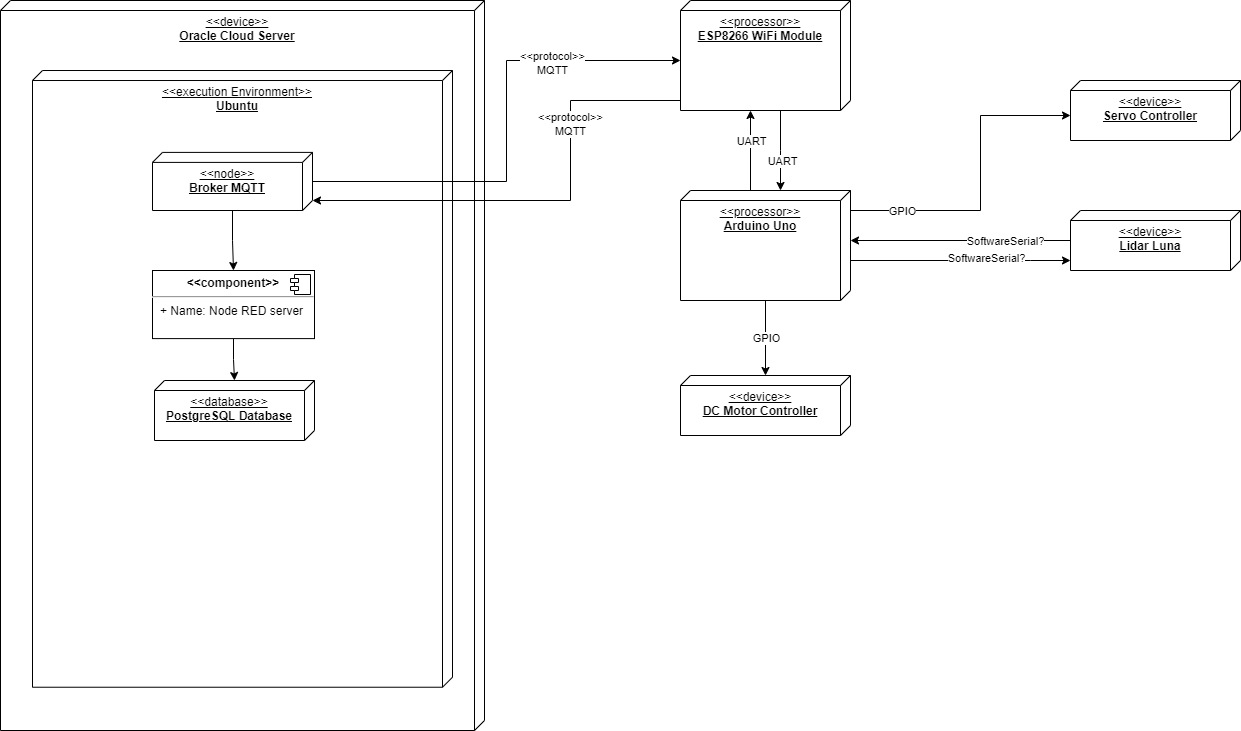 <<device>>
Oracle Cloud Server
<<execution Environment>>
Ubuntu
<<node>>
Broker MQTT
<<component>>
+ Name: Node RED server
<<database>>
PostgreSQL Database
<<protocol>>
MQTT
<<protocol>>
MQTT
<<processor>>
ESP8266 WiFi Module
UART
UART
<<processor>>
Arduino Uno
GPIO
SoftwareSerial?
SoftwareSerial?
GPIO
<<device>>
DC Motor Controller
<<device>>
Servo Controller
<<device>>
Lidar Luna